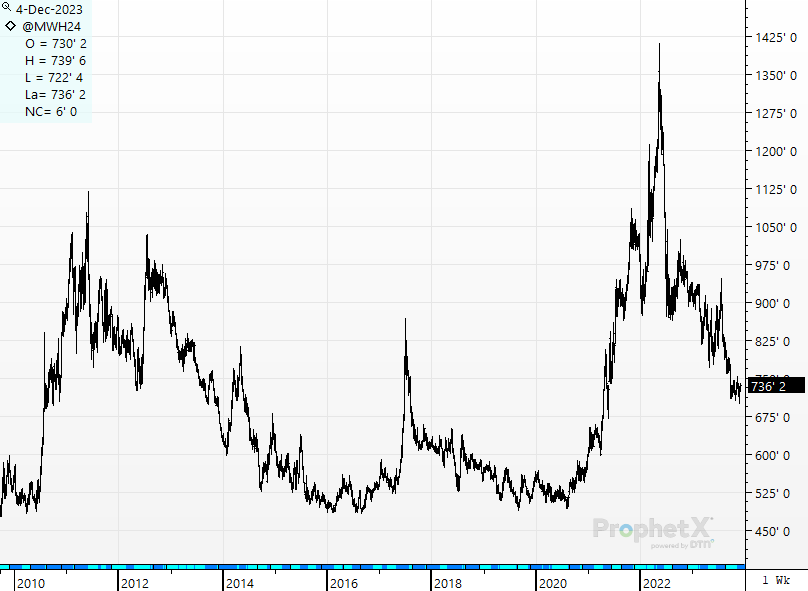 4-Dec-2023
@MWH24
O = 730' 2
H = 739' 6
L = 722' 4
La= 736' 2
NC= 6' 0
1425' 0
1350' 0
1275' 0
1200' 0
1125' 0
1050' 0
975' 0
900' 0
825' 0
736' 2
675' 0
600' 0
525' 0
450' 0
ProphetX
powered by DTN
2010 2012 2014 2016 2018 2020 2022 1 Wk